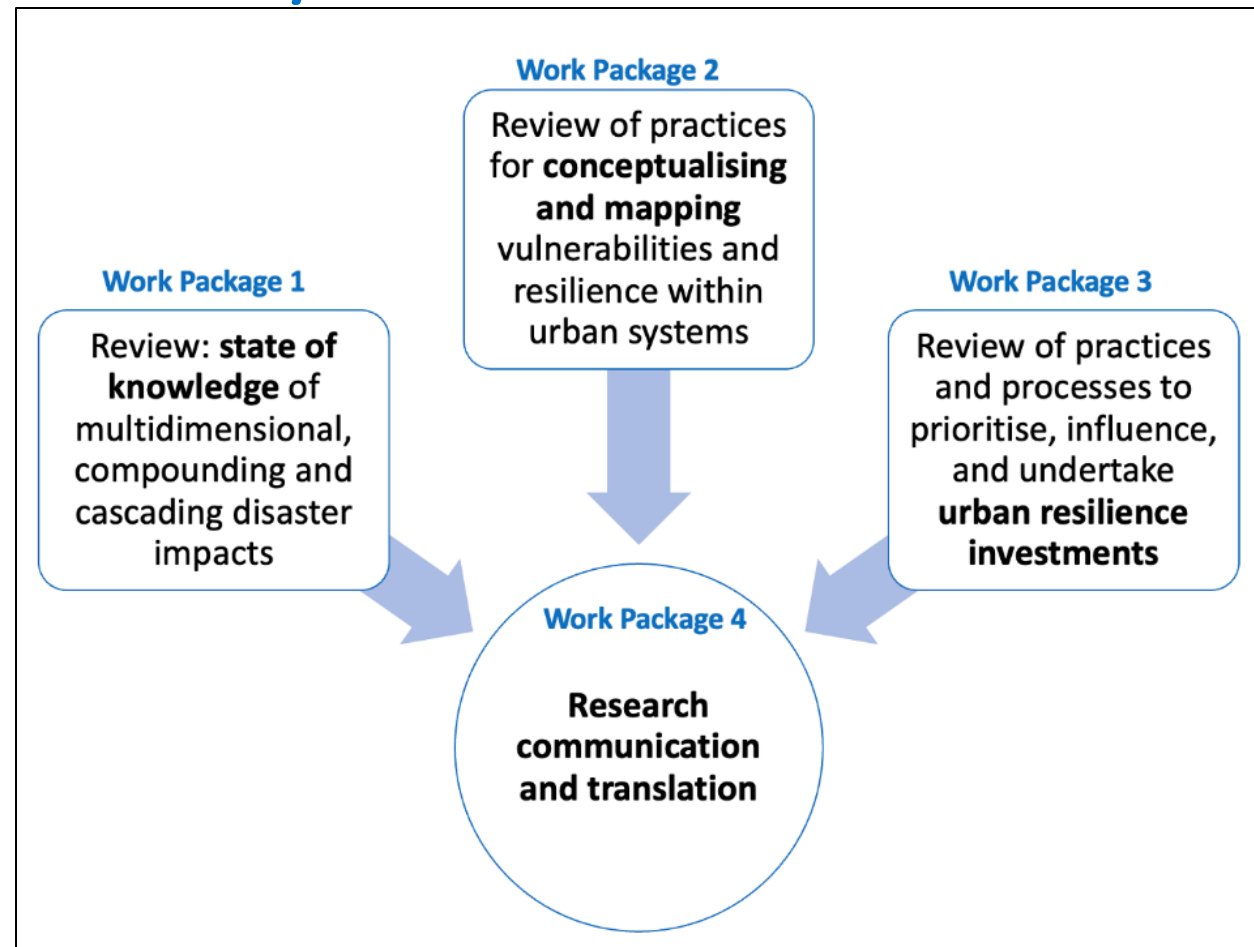 Work Package 2
Review of practices
for conceptualising
and mapping
vulnerabilities and
resilience within
urban systems
Work Package 1
Review: state of
knowledge of
multidimensional,
compounding and
cascading disaster
impacts
Work Package 3
Review of practices
and processes to
prioritise, influence,
and undertake
urban resilience
investments
Work Package 4
Research
communication
and translation